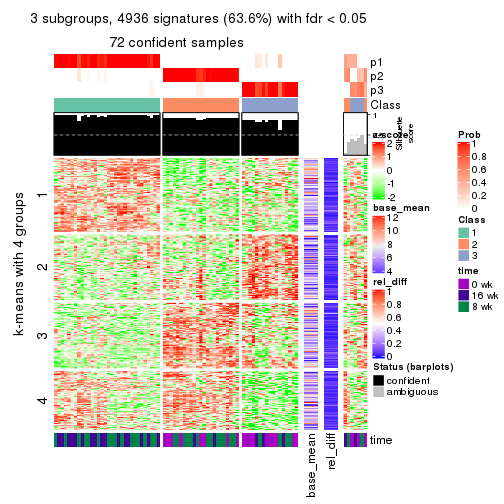 3 subgroups, 4936 signatures (63.6%) with fdr < 0.05
72 confident samples
p1
p2
p3
Class
1
0
Silhouette
score
k-means with 4 groups
1
2
3
4
time
base_mean
rel_diff
z-score
2
1
0
-1
-2
base_mean
12
10
8
6
4
rel_diff
1
0.8
0.6
0.4
0.2
0
Status (barplots)
confident
ambiguous
Prob
1
0.8
0.6
0.4
0.2
0
Class
1
2
3
time
0 wk
16 wk
8 wk